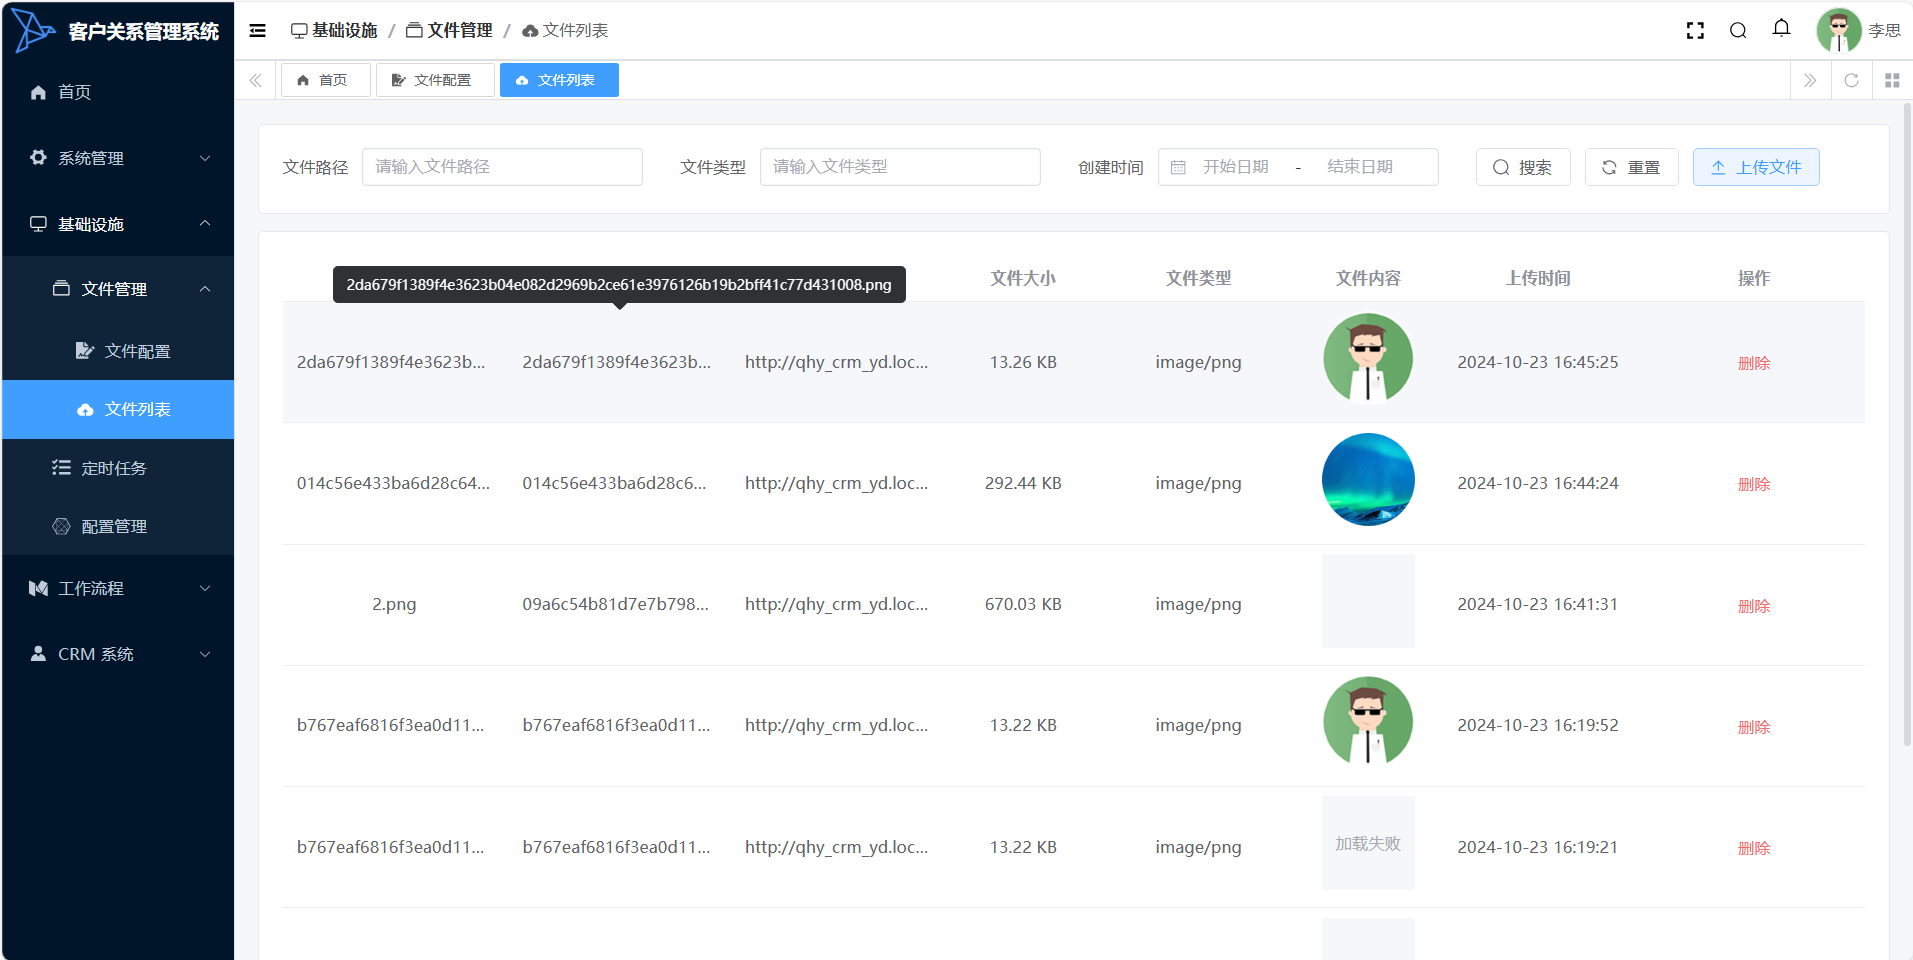 客户关系管理系统
基础设施 / 文件管理 / 文件列表
李思
首页
文件配置
文件列表
首页
系统管理
基础设施
文件管理
文件配置
文件列表
定时任务
配置管理
工作流程
CRM 系统
文件路径 请输入文件路径 文件类型 请输入文件类型 创建时间 开始日期 - 结束日期 搜索 重置 上传文件
2da679f1389f4e3623b04e082d2969b2ce61e3976126b19b2bff41c77d431008.png
文件大小 文件类型 文件内容 上传时间 操作
2da679f1389f4e3623b... 2da679f1389f4e3623b... http://qhy_crm_yd.loc... 13.26 KB image/png 2024-10-23 16:45:25 删除
014c56e433ba6d28c64... 014c56e433ba6d28c6... http://qhy_crm_yd.loc... 292.44 KB image/png 2024-10-23 16:44:24 删除
2.png 09a6c54b81d7e7b798... http://qhy_crm_yd.loc... 670.03 KB image/png 2024-10-23 16:41:31 删除
b767eaf6816f3ea0d11... b767eaf6816f3ea0d11... http://qhy_crm_yd.loc... 13.22 KB image/png 2024-10-23 16:19:52 删除
b767eaf6816f3ea0d11... b767eaf6816f3ea0d11... http://qhy_crm_yd.loc... 13.22 KB image/png 加载失败 2024-10-23 16:19:21 删除